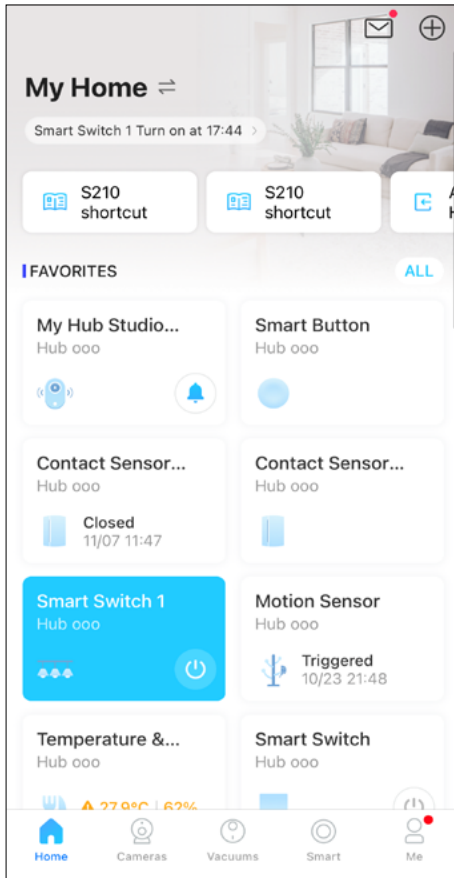 My Home
Smart Switch 1 Turn on at 17:44
S210
shortcut
S210
shortcut
FAVORITES
ALL
My Hub Studio...
Hub ooo
Smart Button
Hub ooo
Contact Sensor...
Hub ooo
Closed
11/07 11:47
Contact Sensor...
Hub ooo
Smart Switch 1
Hub ooo
Motion Sensor
Hub ooo
Triggered
10/23 21:48
Temperature &...
Hub ooo
27.9°C | 62%
Smart Switch
Hub ooo
Home
Cameras
Vacuums
Smart
Me